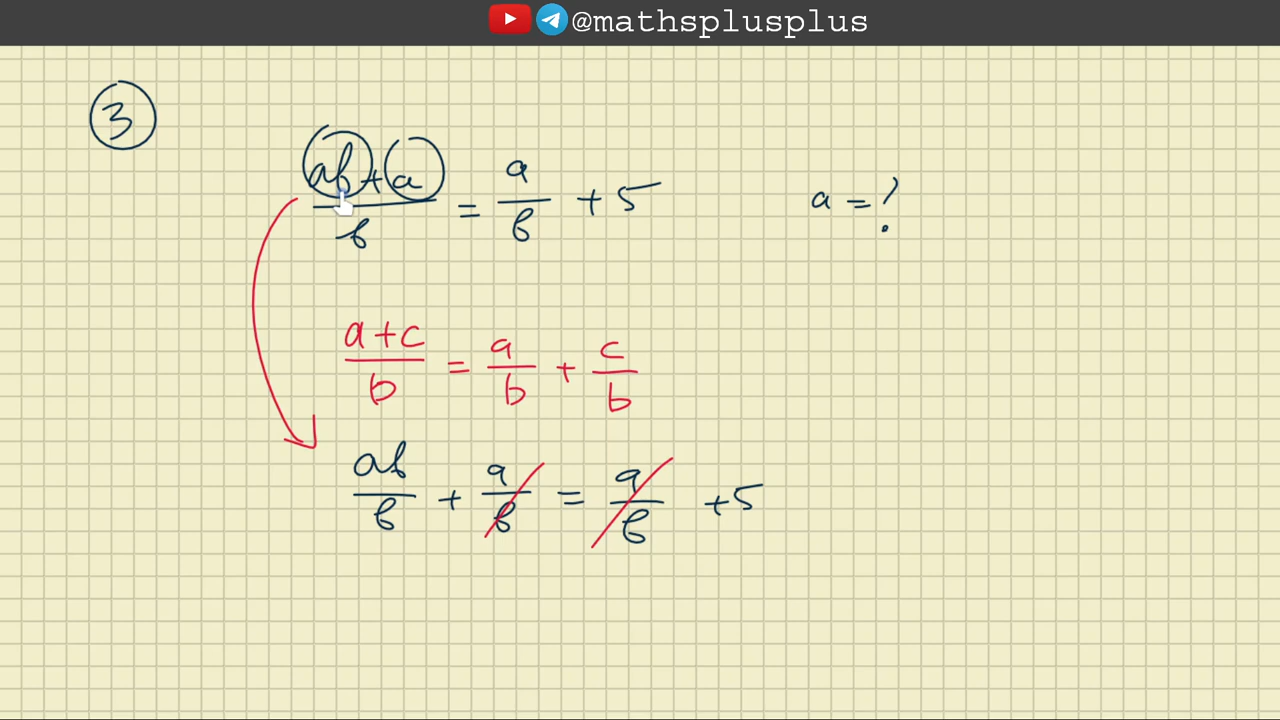 @mathsplusplus
3
(ab + a)/b = a/b + 5    a = ?
(a + c)/b = a/b + c/b
ab/b + a/b = a/b + 5